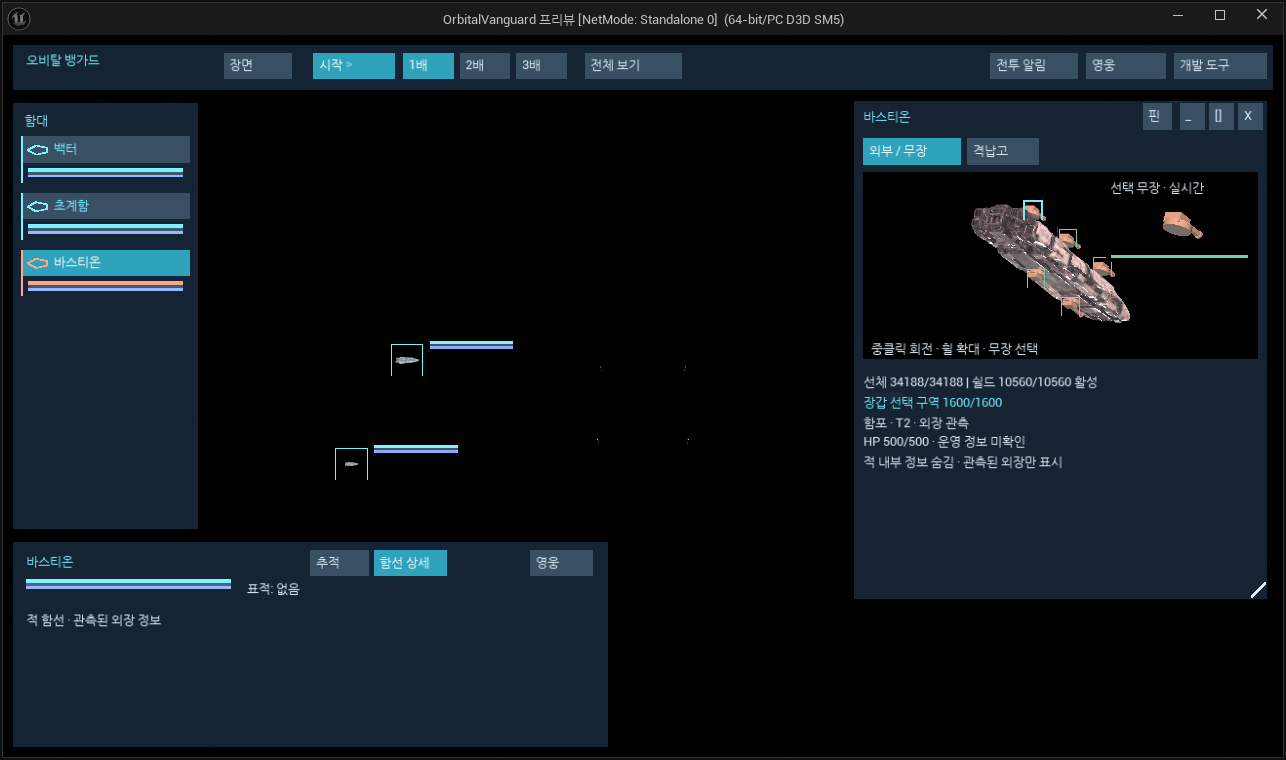 OrbitalVanguard 프리뷰 [NetMode: Standalone 0] (64-bit/PC D3D SM5)
오비탈 뱅가드
장면
시작 ▶
1배
2배
3배
전체 보기
전투 알림
영웅
개발 도구
함대
백터
초계함
바스티온
바스티온
핀
_
[]
X
외부 / 무장
격납고
선택 무장 · 실시간
중클릭 회전 · 휠 확대 · 무장 선택
선체 34188/34188 | 쉴드 10560/10560 활성
장갑 선택 구역 1600/1600
함포 · T2 · 외장 관측
HP 500/500 · 운영 정보 미확인
적 내부 정보 숨김 · 관측된 외장만 표시
바스티온
추적
함선 상세
영웅
표적: 없음
적 함선 · 관측된 외장 정보